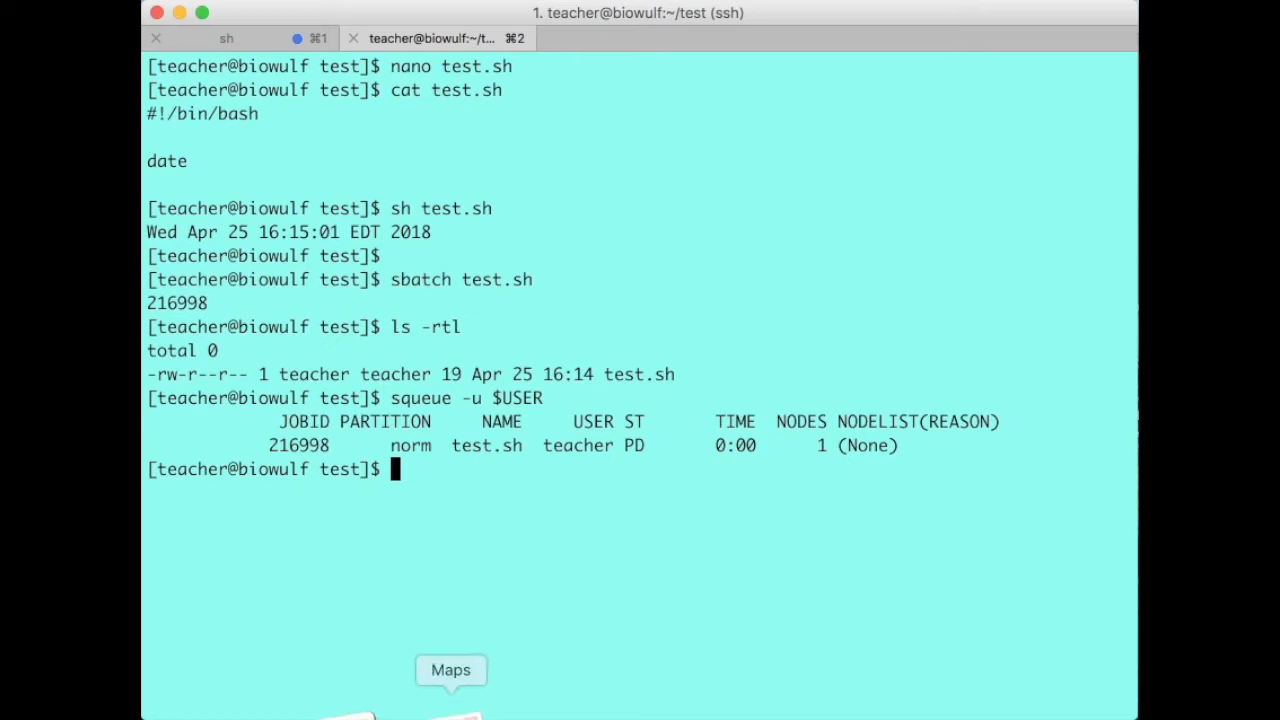 1. teacher@biowulf:~/test (ssh)
sh ⌘1 teacher@biowulf:~/t... ⌘2
[teacher@biowulf test]$ nano test.sh
[teacher@biowulf test]$ cat test.sh
#!/bin/bash
date
[teacher@biowulf test]$ sh test.sh
Wed Apr 25 16:15:01 EDT 2018
[teacher@biowulf test]$
[teacher@biowulf test]$ sbatch test.sh
216998
[teacher@biowulf test]$ ls -rtl
total 0
-rw-r--r-- 1 teacher teacher 19 Apr 25 16:14 test.sh
[teacher@biowulf test]$ squeue -u $USER
JOBID PARTITION NAME USER ST TIME NODES NODELIST(REASON)
216998 norm test.sh teacher PD 0:00 1 (None)
[teacher@biowulf test]$
Maps